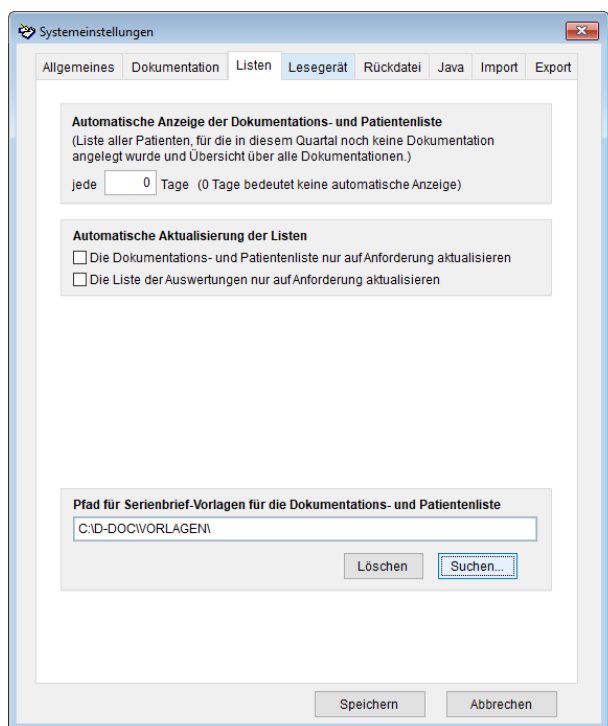 Systemeinstellungen
Allgemeines Dokumentation Listen Lesegerät Rückdatei Java Import Export
Automatische Anzeige der Dokumentations- und Patientenliste
(Liste aller Patienten, für die in diesem Quartal noch keine Dokumentation
angelegt wurde und Übersicht über alle Dokumentationen.)
jede 0 Tage (0 Tage bedeutet keine automatische Anzeige)
Automatische Aktualisierung der Listen
Die Dokumentations- und Patientenliste nur auf Anforderung aktualisieren
Die Liste der Auswertungen nur auf Anforderung aktualisieren
Pfad für Serienbrief-Vorlagen für die Dokumentations- und Patientenliste
C:\D-DOC\VORLAGEN\
Löschen Suchen...
Speichern Abbrechen